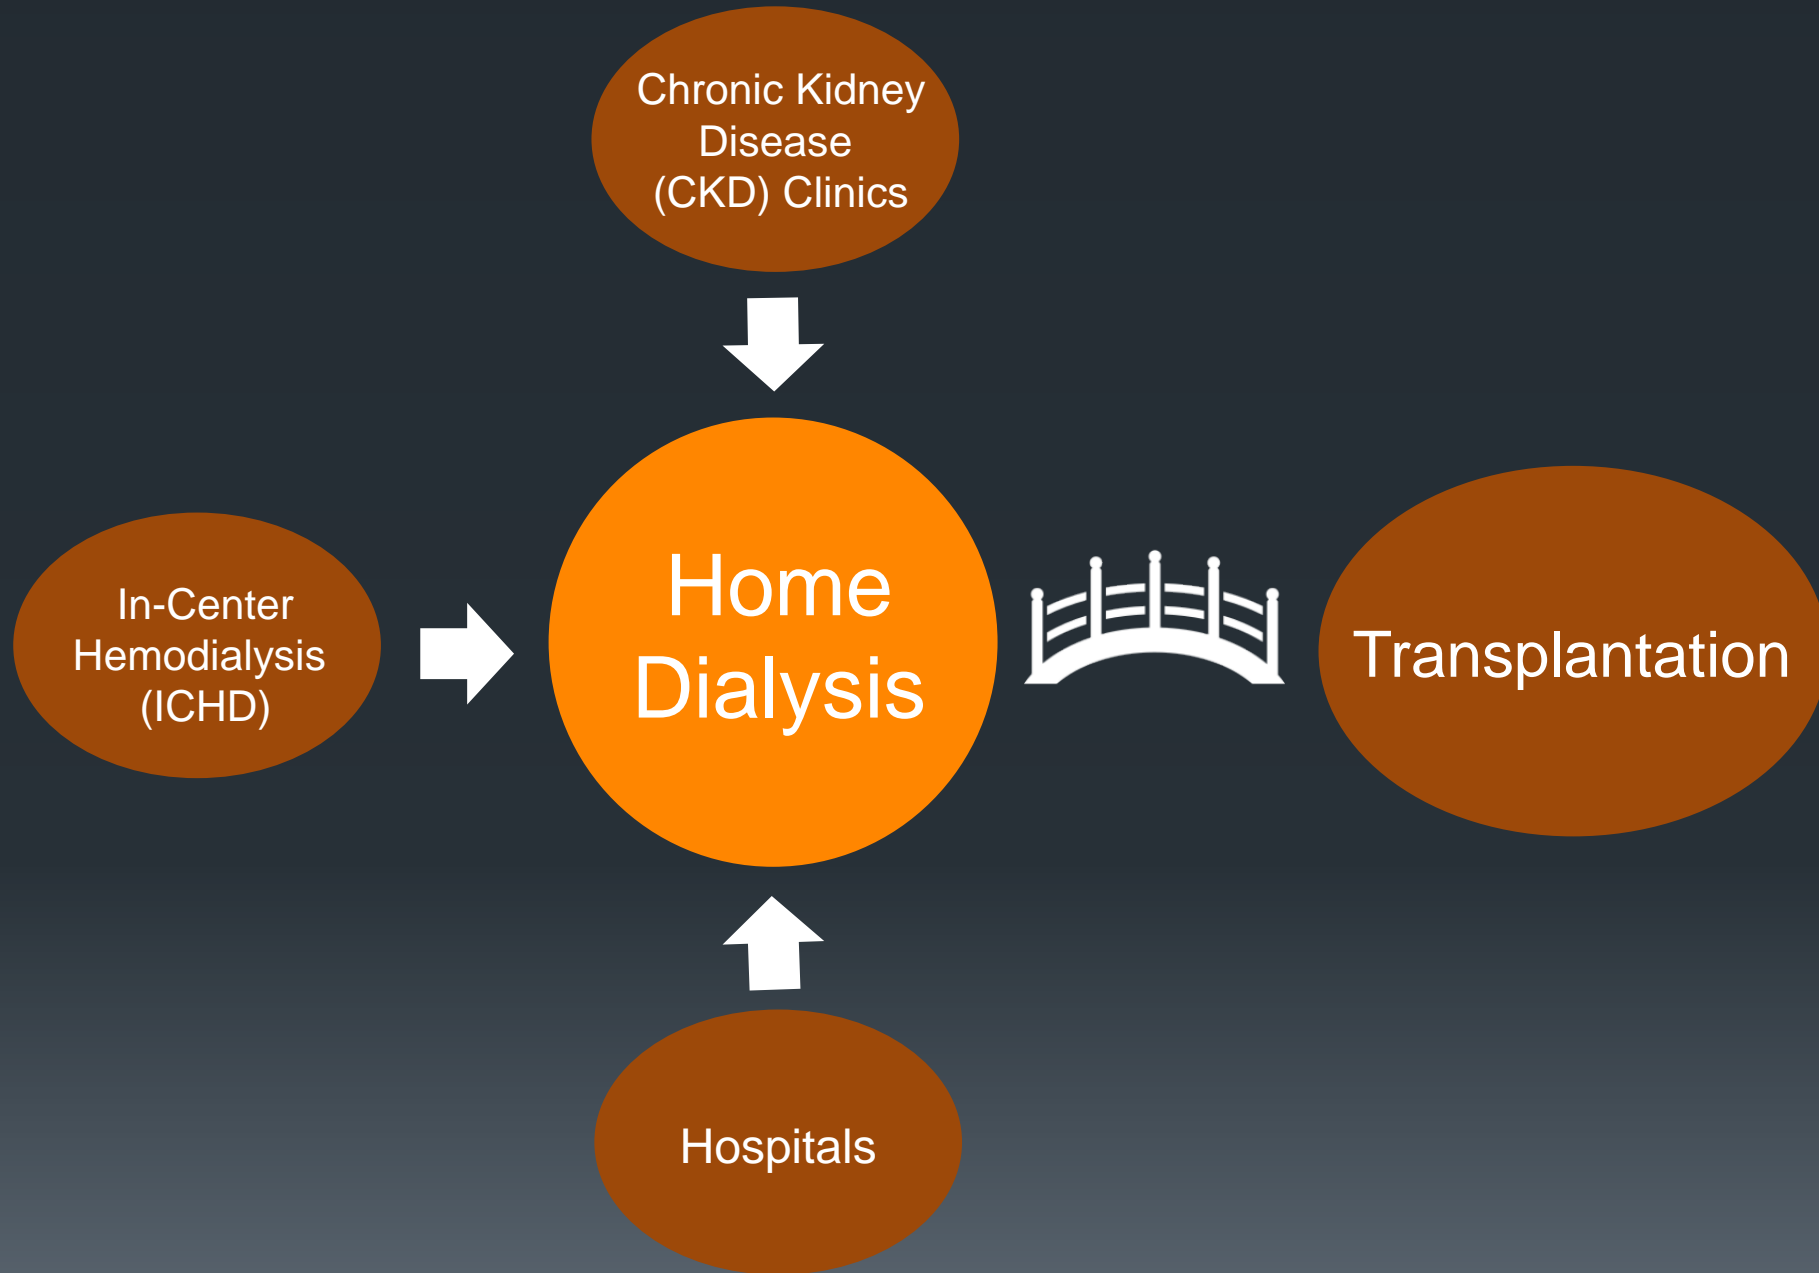 Chronic Kidney
Disease
(CKD) Clinics
In-Center
Hemodialysis
(ICHD)
Home
Dialysis
Transplantation
Hospitals